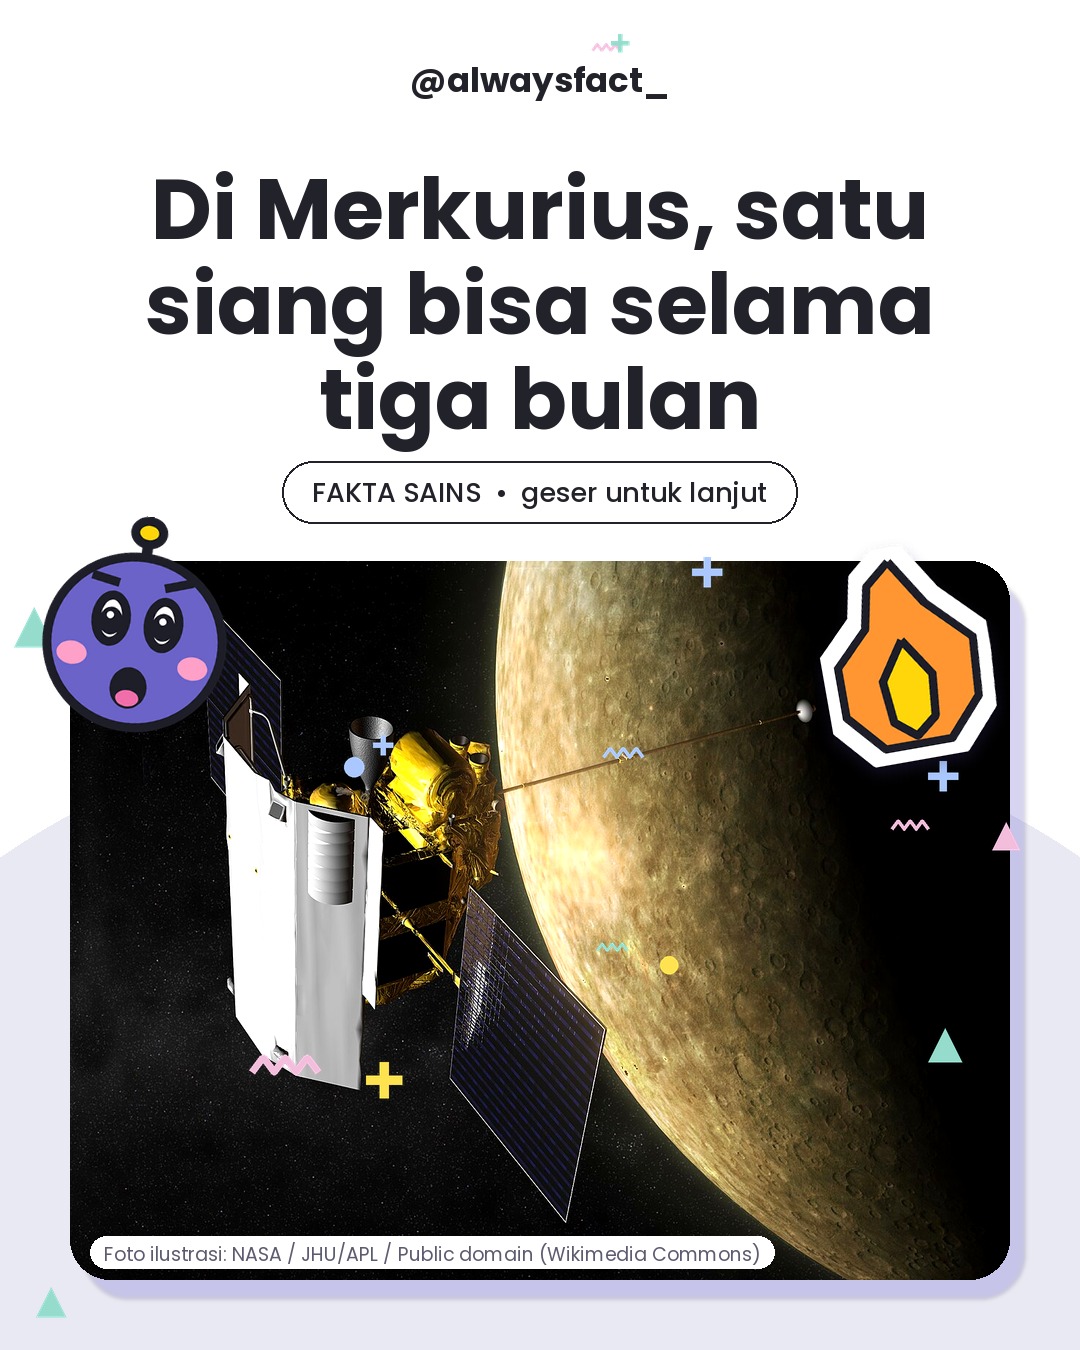 @alwaysfact_
Di Merkurius, satu
siang bisa selama
tiga bulan
FAKTA SAINS • geser untuk lanjut
Foto ilustrasi: NASA / JHU/APL / Public domain (Wikimedia Commons)